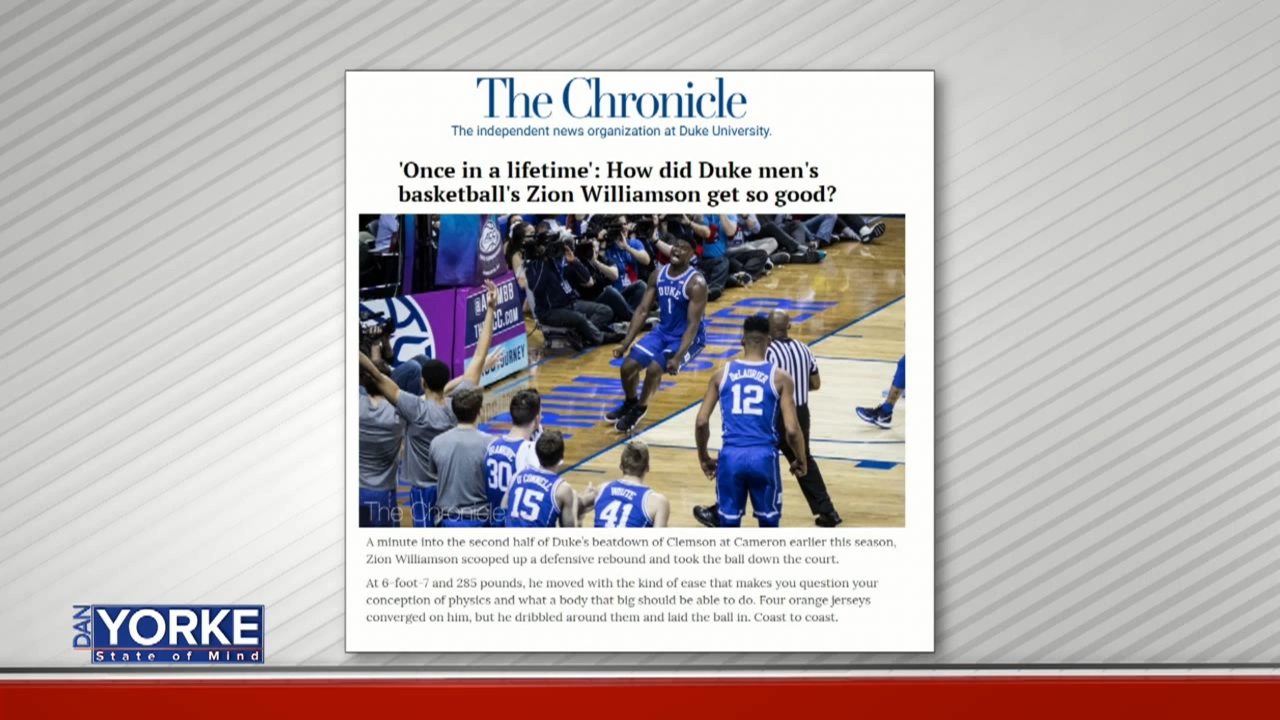 The Chronicle
The independent news organization at Duke University.
'Once in a lifetime': How did Duke men's
basketball's Zion Williamson get so good?
DUKE
1
DELAURIER
12
30
O'CONNELL
15
WHITE
41
The Chronicle
A minute into the second half of Duke's beatdown of Clemson at Cameron earlier this season,
Zion Williamson scooped up a defensive rebound and took the ball down the court.
At 6-foot-7 and 285 pounds, he moved with the kind of ease that makes you question your
conception of physics and what a body that big should be able to do. Four orange jerseys
converged on him, but he dribbled around them and laid the ball in. Coast to coast.
DAN
YORKE
State of Mind